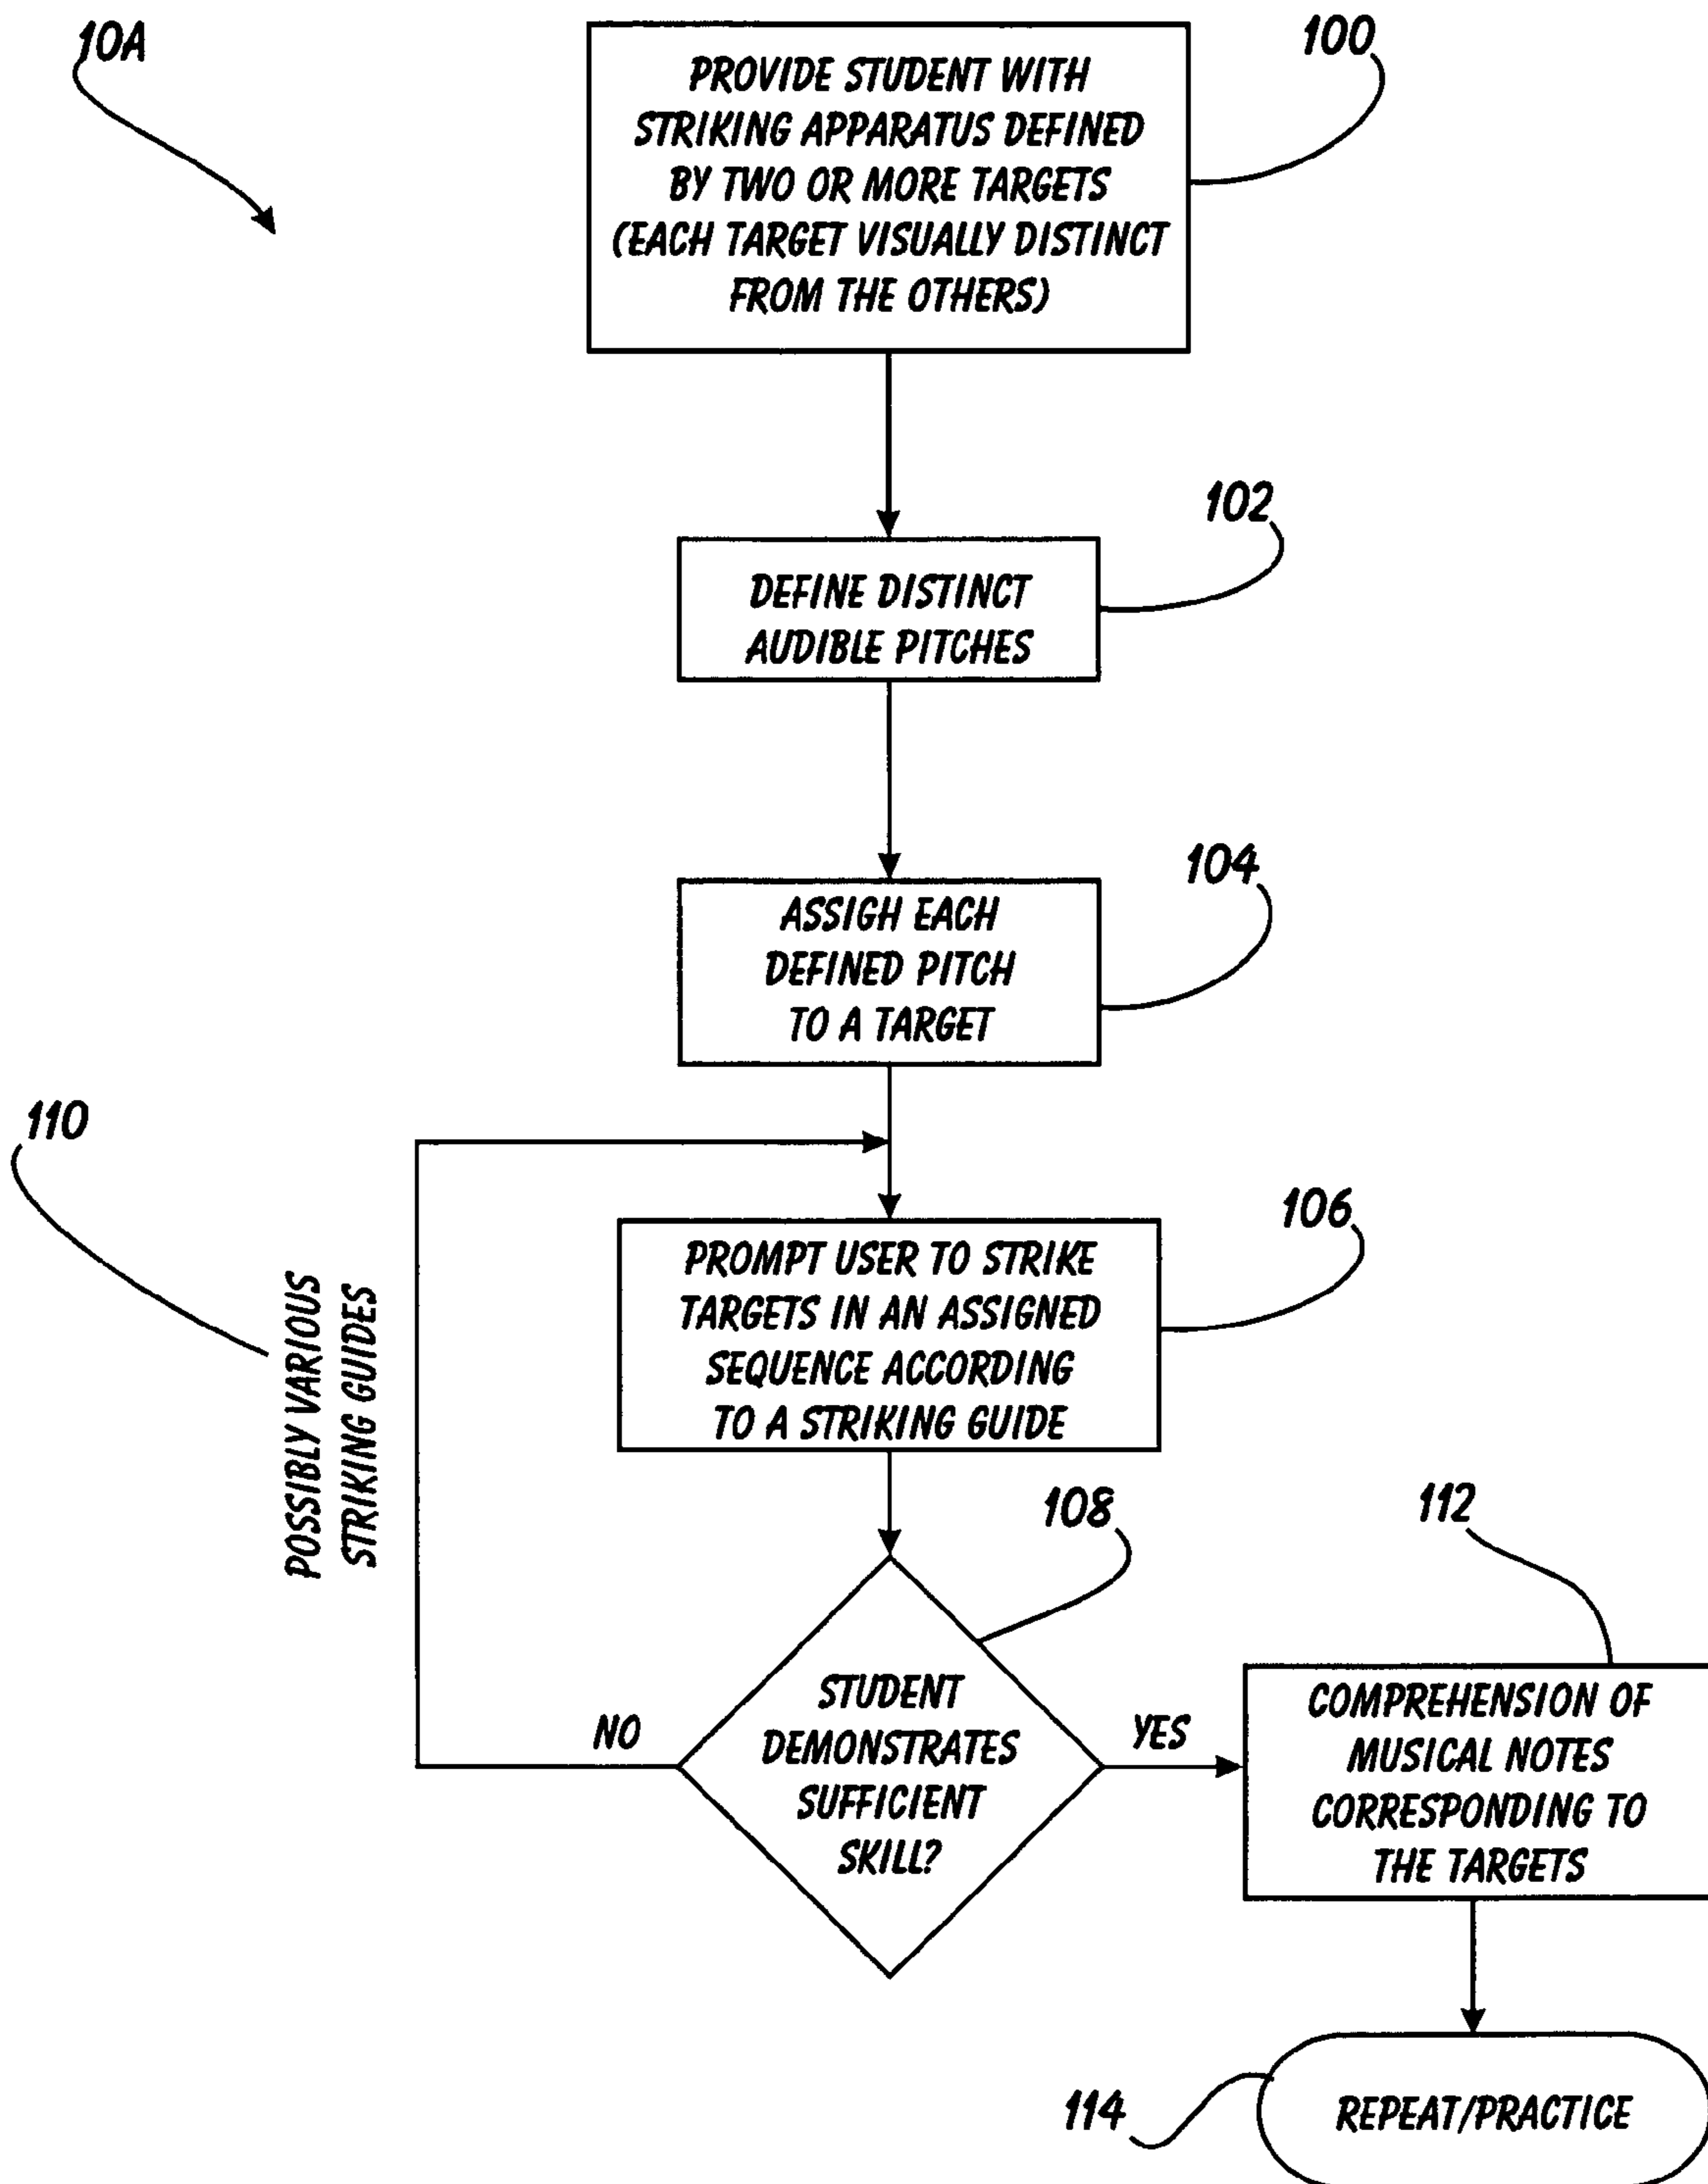 10A
100
PROVIDE STUDENT WITH
STRIKING APPARATUS DEFINED
BY TWO OR MORE TARGETS
(EACH TARGET VISUALLY DISTINCT
FROM THE OTHERS)
102
DEFINE DISTINCT
AUDIBLE PITCHES
104
ASSIGH EACH
DEFINED PITCH
TO A TARGET
110
POSSIBLY VARIOUS
STRIKING GUIDES
106
PROMPT USER TO STRIKE
TARGETS IN AN ASSIGNED
SEQUENCE ACCORDING
TO A STRIKING GUIDE
108
STUDENT
DEMONSTRATES
SUFFICIENT
SKILL?
NO
YES
112
COMPREHENSION OF
MUSICAL NOTES
CORRESPONDING TO
THE TARGETS
114
REPEAT/PRACTICE